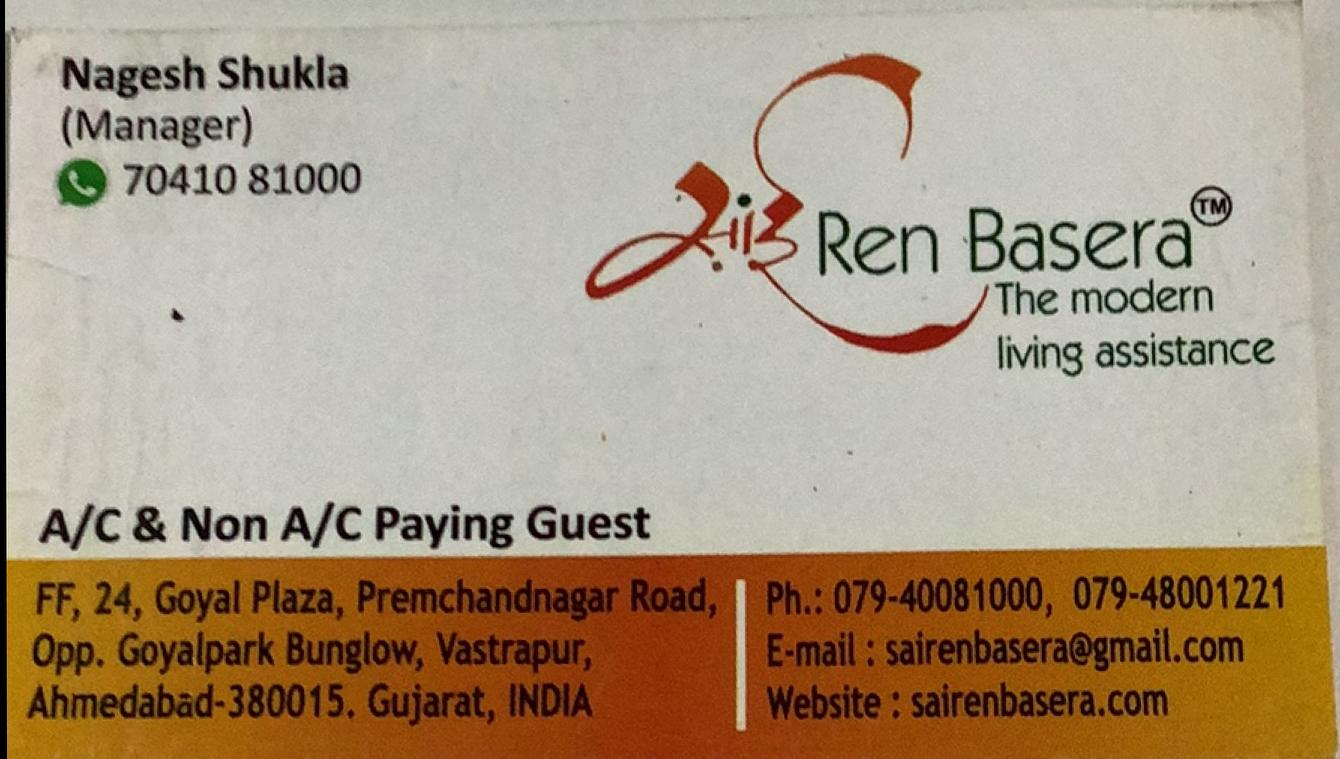 Nagesh Shukla
(Manager)
70410 81000
साई Ren Basera™
The modern
living assistance
A/C & Non A/C Paying Guest
FF, 24, Goyal Plaza, Premchandnagar Road,
Opp. Goyalpark Bunglow, Vastrapur,
Ahmedabad-380015. Gujarat, INDIA
Ph.: 079-40081000, 079-48001221
E-mail : sairenbasera@gmail.com
Website : sairenbasera.com